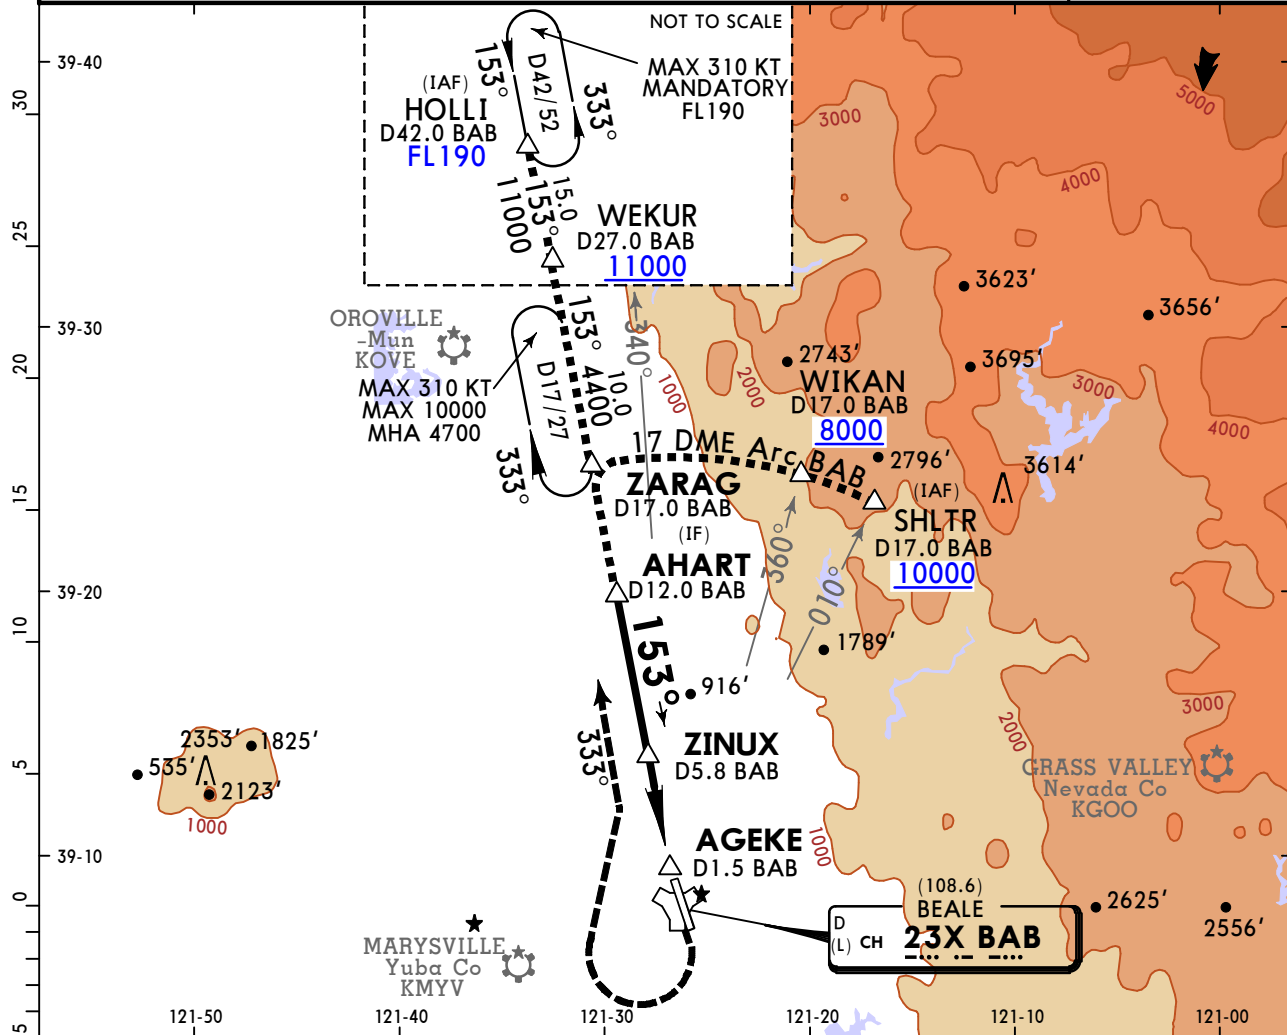 NOT TO SCALE
39-40
30
25
39-30
20
15
39-20
10
5
39-10
0
5
121-50
121-40
121-30
121-20
121-10
121-00
(IAF)
HOLLI
D42.0 BAB
FL190
153°
D42/52
333°
MAX 310 KT
MANDATORY
FL190
153°
15.0
11000
WEKUR
D27.0 BAB
11000
OROVILLE
-Mun
KOVE
MAX 310 KT
MAX 10000
MHA 4700
D17/27
333°
153°
10.0
4400
340°
17 DME Arc BAB
WIKAN
D17.0 BAB
8000
ZARAG
D17.0 BAB
(IF)
AHART
D12.0 BAB
(IAF)
SHLTR
D17.0 BAB
10000
360°
010°
153°
333°
ZINUX
D5.8 BAB
AGEKE
D1.5 BAB
(108.6)
BEALE
D
(L) CH 23X BAB
MARYSVILLE
Yuba Co
KMYV
GRASS VALLEY
Nevada Co
KGOO
3623'
3656'
3695'
2743'
2796'
3614'
1789'
916'
2353'
1825'
535'
2123'
2625'
2556'
3000
5000
4000
1000
2000
3000
4000
2000
3000
1000
1000